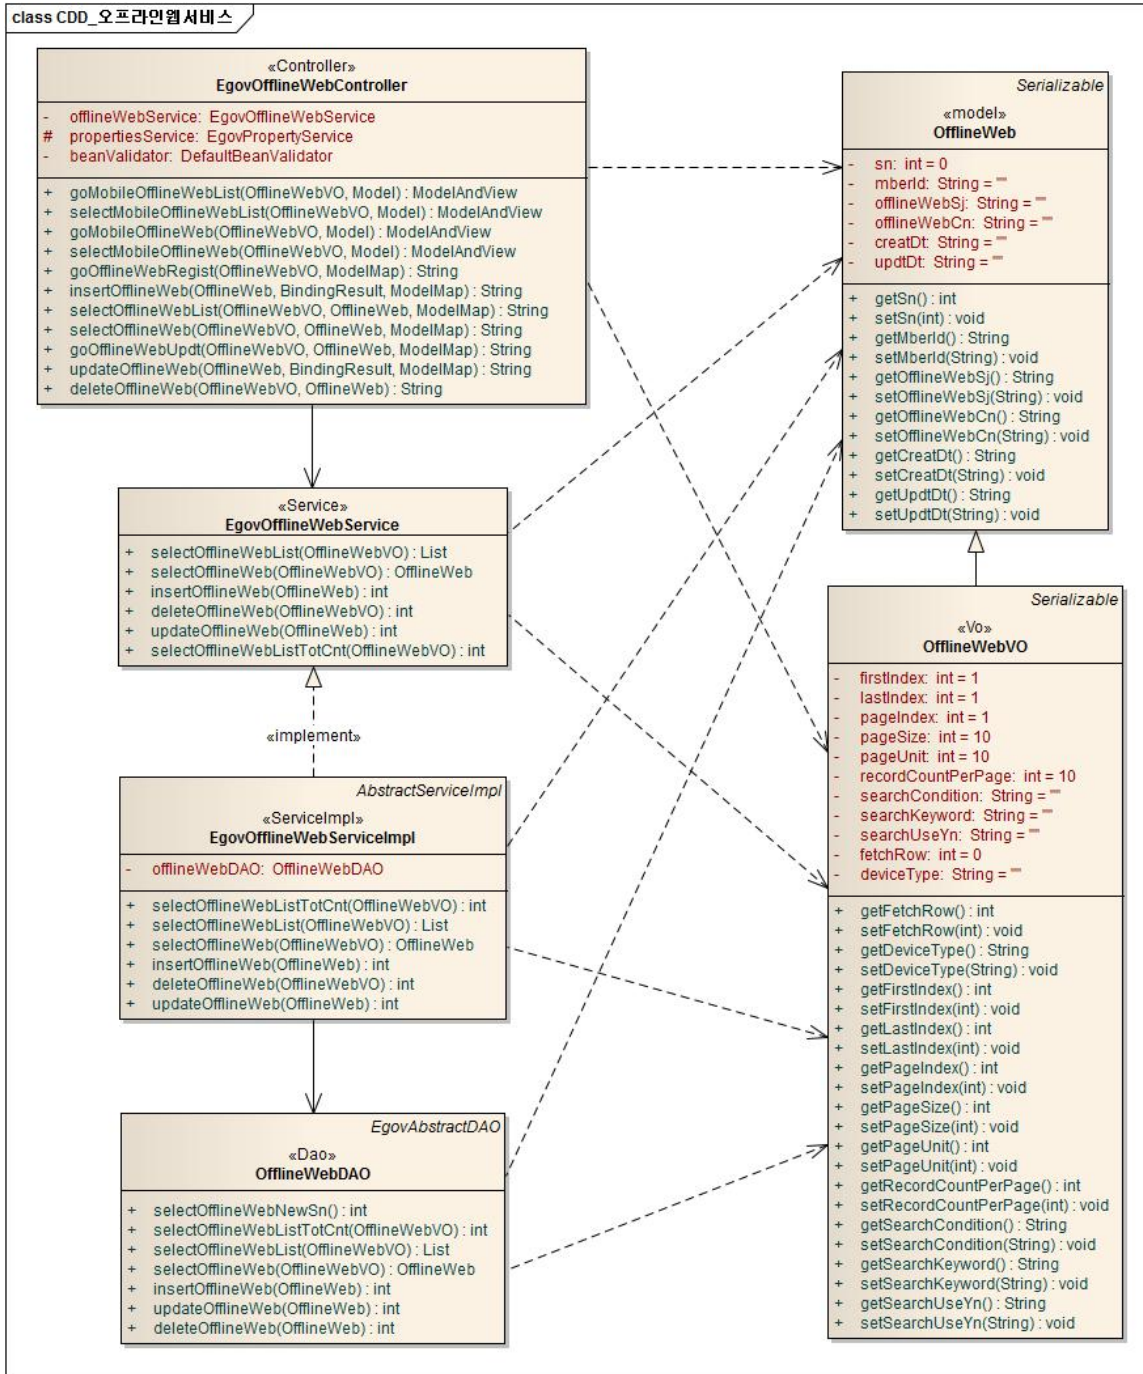 class CDD_오프라인웹서비스
«Controller»
EgovOfflineWebController
- offlineWebService: EgovOfflineWebService
# propertiesService: EgovPropertyService
- beanValidator: DefaultBeanValidator
+ goMobileOfflineWebList(OfflineWebVO, Model) : ModelAndView
+ selectMobileOfflineWebList(OfflineWebVO, Model) : ModelAndView
+ goMobileOfflineWeb(OfflineWebVO, Model) : ModelAndView
+ selectMobileOfflineWeb(OfflineWebVO, Model) : ModelAndView
+ goOfflineWebRegist(OfflineWebVO, ModelMap) : String
+ insertOfflineWeb(OfflineWeb, BindingResult, ModelMap) : String
+ selectOfflineWebList(OfflineWebVO, OfflineWeb, ModelMap) : String
+ selectOfflineWeb(OfflineWebVO, OfflineWeb, ModelMap) : String
+ goOfflineWebUpdt(OfflineWebVO, OfflineWeb, ModelMap) : String
+ updateOfflineWeb(OfflineWeb, BindingResult, ModelMap) : String
+ deleteOfflineWeb(OfflineWebVO, OfflineWeb) : String
«Service»
EgovOfflineWebService
+ selectOfflineWebList(OfflineWebVO) : List
+ selectOfflineWeb(OfflineWebVO) : OfflineWeb
+ insertOfflineWeb(OfflineWeb) : int
+ deleteOfflineWeb(OfflineWebVO) : int
+ updateOfflineWeb(OfflineWeb) : int
+ selectOfflineWebListTotCnt(OfflineWebVO) : int
«implement»
AbstractServiceImpl
«ServiceImpl»
EgovOfflineWebServiceImpl
- offlineWebDAO: OfflineWebDAO
+ selectOfflineWebListTotCnt(OfflineWebVO) : int
+ selectOfflineWebList(OfflineWebVO) : List
+ selectOfflineWeb(OfflineWebVO) : OfflineWeb
+ insertOfflineWeb(OfflineWeb) : int
+ deleteOfflineWeb(OfflineWebVO) : int
+ updateOfflineWeb(OfflineWeb) : int
EgovAbstractDAO
«Dao»
OfflineWebDAO
+ selectOfflineWebNewSn() : int
+ selectOfflineWebListTotCnt(OfflineWebVO) : int
+ selectOfflineWebList(OfflineWebVO) : List
+ selectOfflineWeb(OfflineWebVO) : OfflineWeb
+ insertOfflineWeb(OfflineWeb) : int
+ updateOfflineWeb(OfflineWeb) : int
+ deleteOfflineWeb(OfflineWeb) : int
Serializable
«model»
OfflineWeb
- sn: int = 0
- mberId: String = ""
- offlineWebSj: String = ""
- offlineWebCn: String = ""
- creatDt: String = ""
- updtDt: String = ""
+ getSn() : int
+ setSn(int) : void
+ getMberId() : String
+ setMberId(String) : void
+ getOfflineWebSj() : String
+ setOfflineWebSj(String) : void
+ getOfflineWebCn() : String
+ setOfflineWebCn(String) : void
+ getCreatDt() : String
+ setCreatDt(String) : void
+ getUpdtDt() : String
+ setUpdtDt(String) : void
Serializable
«Vo»
OfflineWebVO
- firstIndex: int = 1
- lastIndex: int = 1
- pageIndex: int = 1
- pageSize: int = 10
- pageUnit: int = 10
- recordCountPerPage: int = 10
- searchCondition: String = ""
- searchKeyword: String = ""
- searchUseYn: String = ""
- fetchRow: int = 0
- deviceType: String = ""
+ getFetchRow() : int
+ setFetchRow(int) : void
+ getDeviceType() : String
+ setDeviceType(String) : void
+ getFirstIndex() : int
+ setFirstIndex(int) : void
+ getLastIndex() : int
+ setLastIndex(int) : void
+ getPageIndex() : int
+ setPageIndex(int) : void
+ getPageSize() : int
+ setPageSize(int) : void
+ getPageUnit() : int
+ setPageUnit(int) : void
+ getRecordCountPerPage() : int
+ setRecordCountPerPage(int) : void
+ getSearchCondition() : String
+ setSearchCondition(String) : void
+ getSearchKeyword() : String
+ setSearchKeyword(String) : void
+ getSearchUseYn() : String
+ setSearchUseYn(String) : void